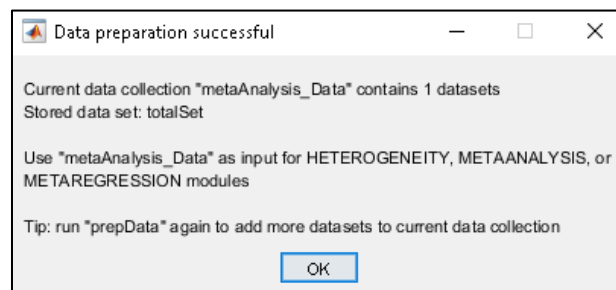 Data preparation successful
Current data collection "metaAnalysis_Data" contains 1 datasets
Stored data set: totalSet
Use "metaAnalysis_Data" as input for HETEROGENEITY, METAANALYSIS, or
METAREGRESSION modules
Tip: run "prepData" again to add more datasets to current data collection
OK